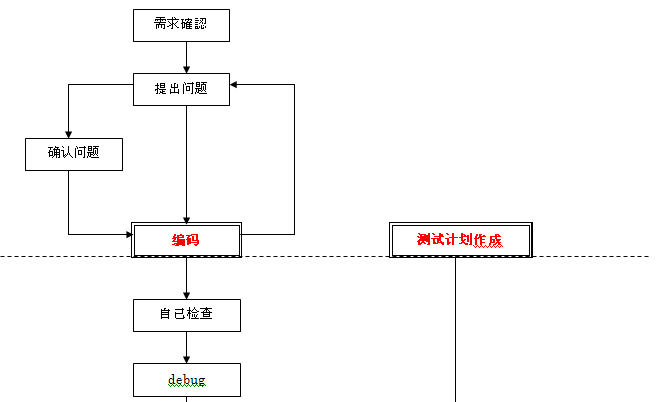 需求確認
提出问题
确认问题
编码
测试计划作成
自己检查
debug